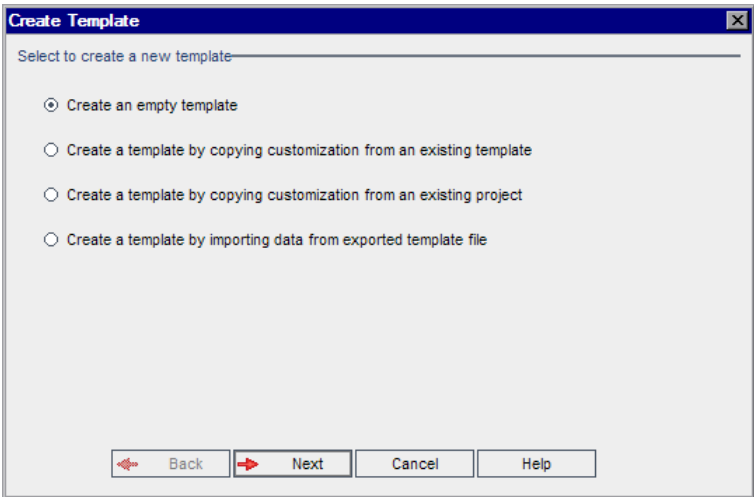 Create Template
Select to create a new template
Create an empty template
Create a template by copying customization from an existing template
Create a template by copying customization from an existing project
Create a template by importing data from exported template file
Back Next Cancel Help